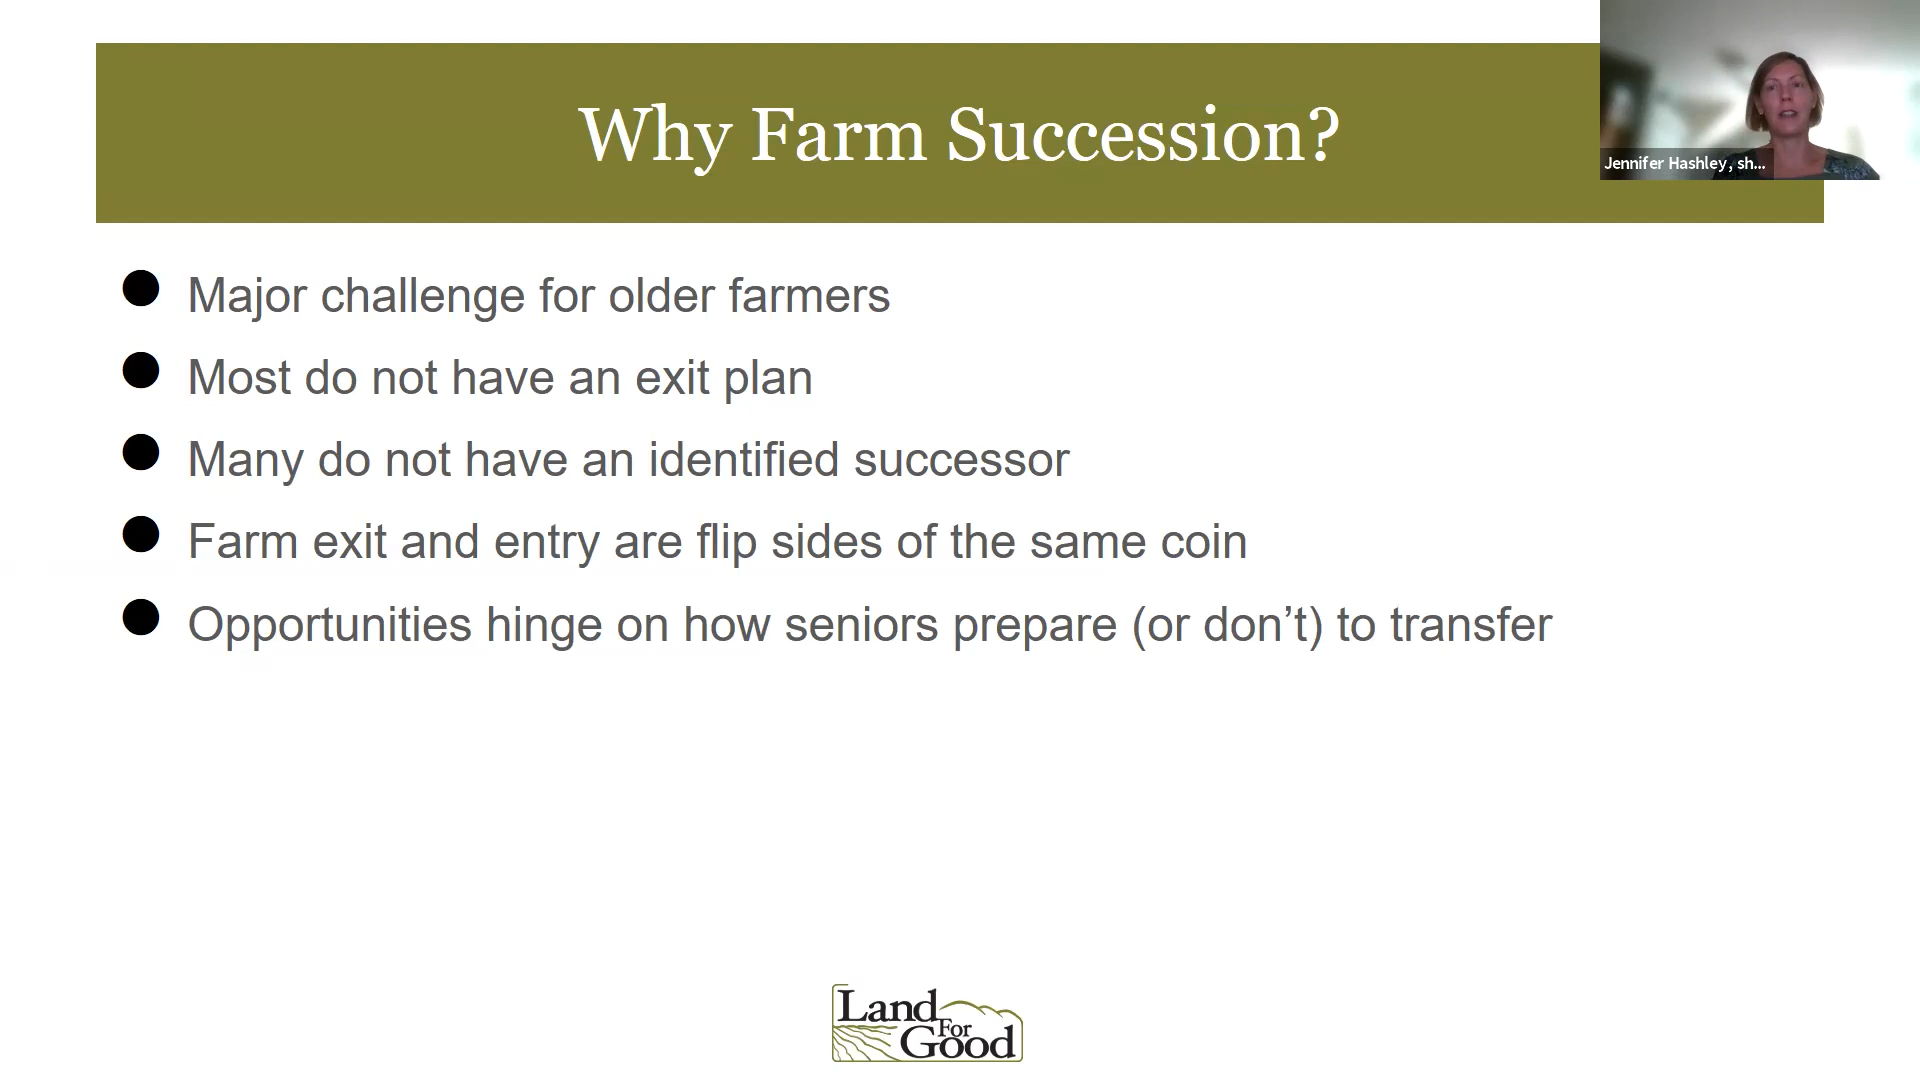 Why Farm Succession?
Jennifer Hashley, sh...
● Major challenge for older farmers
● Most do not have an exit plan
● Many do not have an identified successor
● Farm exit and entry are flip sides of the same coin
● Opportunities hinge on how seniors prepare (or don’t) to transfer
Land
For
Good